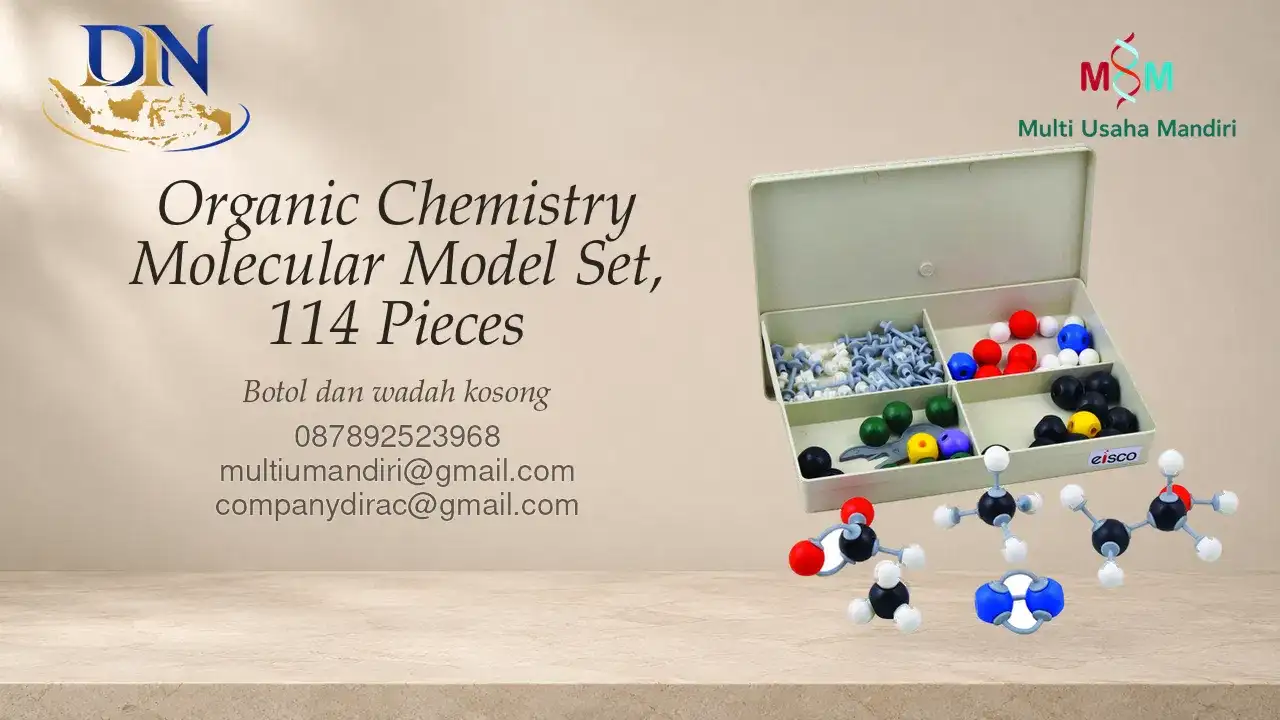 DIN
MSM
Multi Usaha Mandiri
Organic Chemistry
Molecular Model Set,
114 Pieces
Botol dan wadah kosong
087892523968
multiumandiri@gmail.com
companydirac@gmail.com
eisco